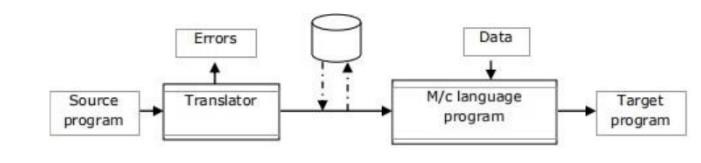 Errors
Data
Source
program
Translator
M/c language
program
Target
program